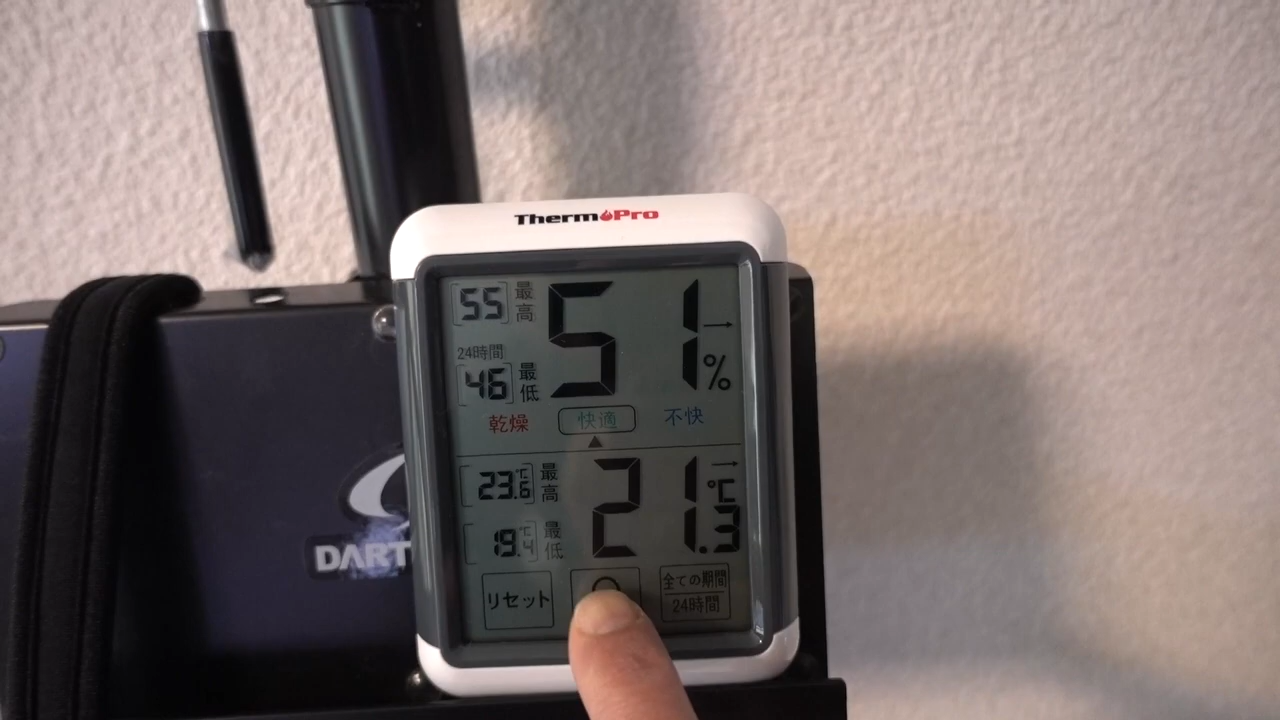 ThermoPro
55 最高
51 %
24時間
46 最低
乾燥 快適 不快
23.6 ℃ 最高
21.3 ℃
19.4 ℃ 最低
リセット
全ての期間
24時間
DART